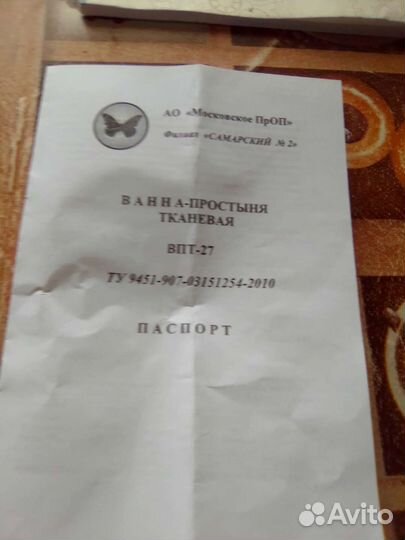 АО «Московское ПрОП»
Филиал «САМАРСКИЙ № 2»
ВАННА-ПРОСТЫНЯ
ТКАНЕВАЯ
ВПТ-27
ТУ 9451-907-03151254-2010
ПАСПОРТ
Avito